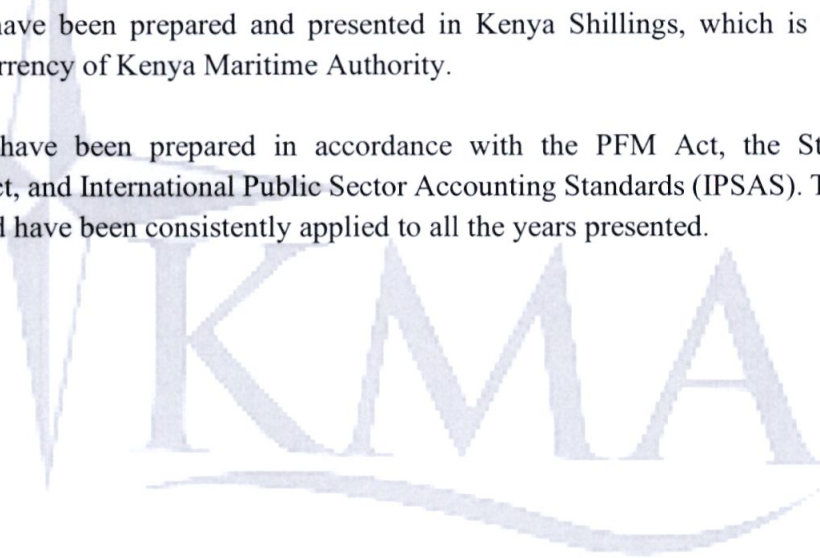 have been prepared and presented in Kenya Shillings, which is
rrency of Kenya Maritime Authority.
have been prepared in accordance with the PFM Act, the St
ct, and International Public Sector Accounting Standards (IPSAS). T
d have been consistently applied to all the years presented.
KMA